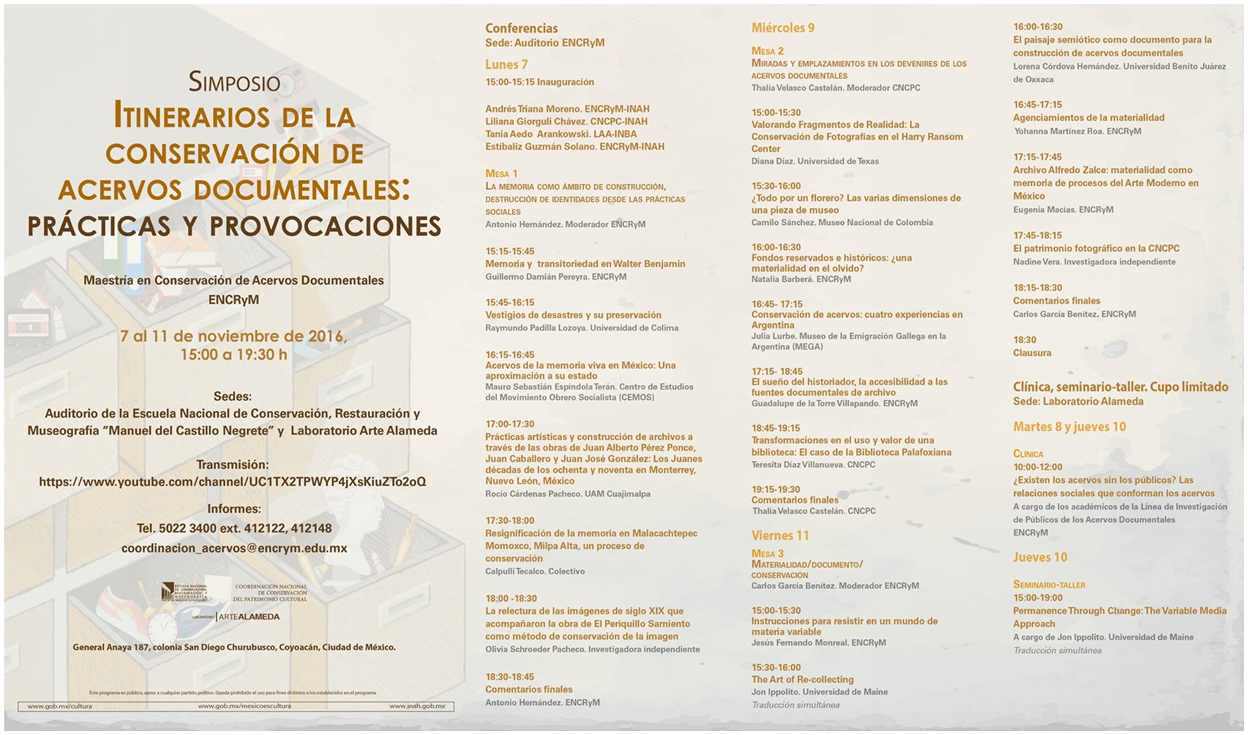 Simposio
Itinerarios de la
conservación de
acervos documentales:
prácticas y provocaciones
Maestría en Conservación de Acervos Documentales
ENCRyM
7 al 11 de noviembre de 2016,
15:00 a 19:30 h
Sedes:
Auditorio de la Escuela Nacional de Conservación, Restauración y
Museografía “Manuel del Castillo Negrete” y Laboratorio Arte Alameda
Transmisión:
https://www.youtube.com/channel/UC1TX2TPWYP4jXsKiuZTo2oQ
Informes:
Tel. 5022 3400 ext. 412122, 412148
coordinacion_acervos@encrym.edu.mx
ESCUELA NACIONAL
DE CONSERVACIÓN,
RESTAURACIÓN Y
MUSEOGRAFÍA
COORDINACIÓN NACIONAL
DE CONSERVACIÓN
DEL PATRIMONIO CULTURAL
LABORATORIO ARTE ALAMEDA
General Anaya 187, colonia San Diego Churubusco, Coyoacán, Ciudad de México.
Este programa es público, ajeno a cualquier partido político. Queda prohibido el uso para fines distintos a los establecidos en el programa.
www.gob.mx/cultura
www.gob.mx/mexicoescultura
www.inah.gob.mx
Conferencias
Sede: Auditorio ENCRyM
Lunes 7
15:00-15:15 Inauguración
Andrés Triana Moreno. ENCRyM-INAH
Liliana Giorguli Chávez. CNCPC-INAH
Tania Aedo Arankowski. LAA-INBA
Estibaliz Guzmán Solano. ENCRyM-INAH
Mesa 1
La memoria como ámbito de construcción,
destrucción de identidades desde las prácticas
sociales
Antonio Hernández. Moderador ENCRyM
15:15-15:45
Memoria y transitoriedad en Walter Benjamin
Guillermo Damián Pereyra. ENCRyM
15:45-16:15
Vestigios de desastres y su preservación
Raymundo Padilla Lozoya. Universidad de Colima
16:15-16:45
Acervos de la memoria viva en México: Una
aproximación a su estado
Mauro Sebastián Espíndola Terán. Centro de Estudios
del Movimiento Obrero Socialista (CEMOS)
17:00-17:30
Prácticas artísticas y construcción de archivos a
través de las obras de Juan Alberto Pérez Ponce,
Juan Caballero y Juan José González: Los Juanes
décadas de los ochenta y noventa en Monterrey,
Nuevo León, México
Rocío Cárdenas Pacheco. UAM Cuajimalpa
17:30-18:00
Resignificación de la memoria en Malacachtepec
Momoxco, Milpa Alta, un proceso de
conservación
Calpulli Tecalco. Colectivo
18:00 -18:30
La relectura de las imágenes de siglo XIX que
acompañaron la obra de El Periquillo Sarmiento
como método de conservación de la imagen
Olivia Schroeder Pacheco. Investigadora independiente
18:30-18:45
Comentarios finales
Antonio Hernández. ENCRyM
Miércoles 9
Mesa 2
Miradas y emplazamientos en los devenires de los
acervos documentales
Thalía Velasco Castelán. Moderador CNCPC
15:00-15:30
Valorando Fragmentos de Realidad: La
Conservación de Fotografías en el Harry Ransom
Center
Diana Díaz. Universidad de Texas
15:30-16:00
¿Todo por un florero? Las varias dimensiones de
una pieza de museo
Camilo Sánchez. Museo Nacional de Colombia
16:00-16:30
Fondos reservados e históricos: ¿una
materialidad en el olvido?
Natalia Barberá. ENCRyM
16:45- 17:15
Conservación de acervos: cuatro experiencias en
Argentina
Julia Lurbe. Museo de la Emigración Gallega en la
Argentina (MEGA)
17:15- 18:45
El sueño del historiador, la accesibilidad a las
fuentes documentales de archivo
Guadalupe de la Torre Villapando. ENCRyM
18:45-19:15
Transformaciones en el uso y valor de una
biblioteca: El caso de la Biblioteca Palafoxiana
Teresita Díaz Villanueva. CNCPC
19:15-19:30
Comentarios finales
Thalía Velasco Castelán. CNCPC
Viernes 11
Mesa 3
Materialidad/documento/
conservación
Carlos García Benítez. Moderador ENCRyM
15:00-15:30
Instrucciones para resistir en un mundo de
materia variable
Jesús Fernando Monreal. ENCRyM
15:30-16:00
The Art of Re-collecting
Jon Ippolito. Universidad de Maine
Traducción simultánea
16:00-16:30
El paisaje semiótico como documento para la
construcción de acervos documentales
Lorena Córdova Hernández. Universidad Benito Juárez
de Oaxaca
16:45-17:15
Agenciamientos de la materialidad
Yohanna Martínez Roa. ENCRyM
17:15-17:45
Archivo Alfredo Zalce: materialidad como
memoria de procesos del Arte Moderno en
México
Eugenia Macías. ENCRyM
17:45-18:15
El patrimonio fotográfico en la CNCPC
Nadine Vera. Investigadora independiente
18:15-18:30
Comentarios finales
Carlos García Benítez. ENCRyM
18:30
Clausura
Clínica, seminario-taller. Cupo limitado
Sede: Laboratorio Alameda
Martes 8 y jueves 10
Clínica
10:00-12:00
¿Existen los acervos sin los públicos? Las
relaciones sociales que conforman los acervos
A cargo de los académicos de la Línea de Investigación
de Públicos de los Acervos Documentales
ENCRyM
Jueves 10
Seminario-taller
15:00-19:00
Permanence Through Change: The Variable Media
Approach
A cargo de Jon Ippolito. Universidad de Maine
Traducción simultánea